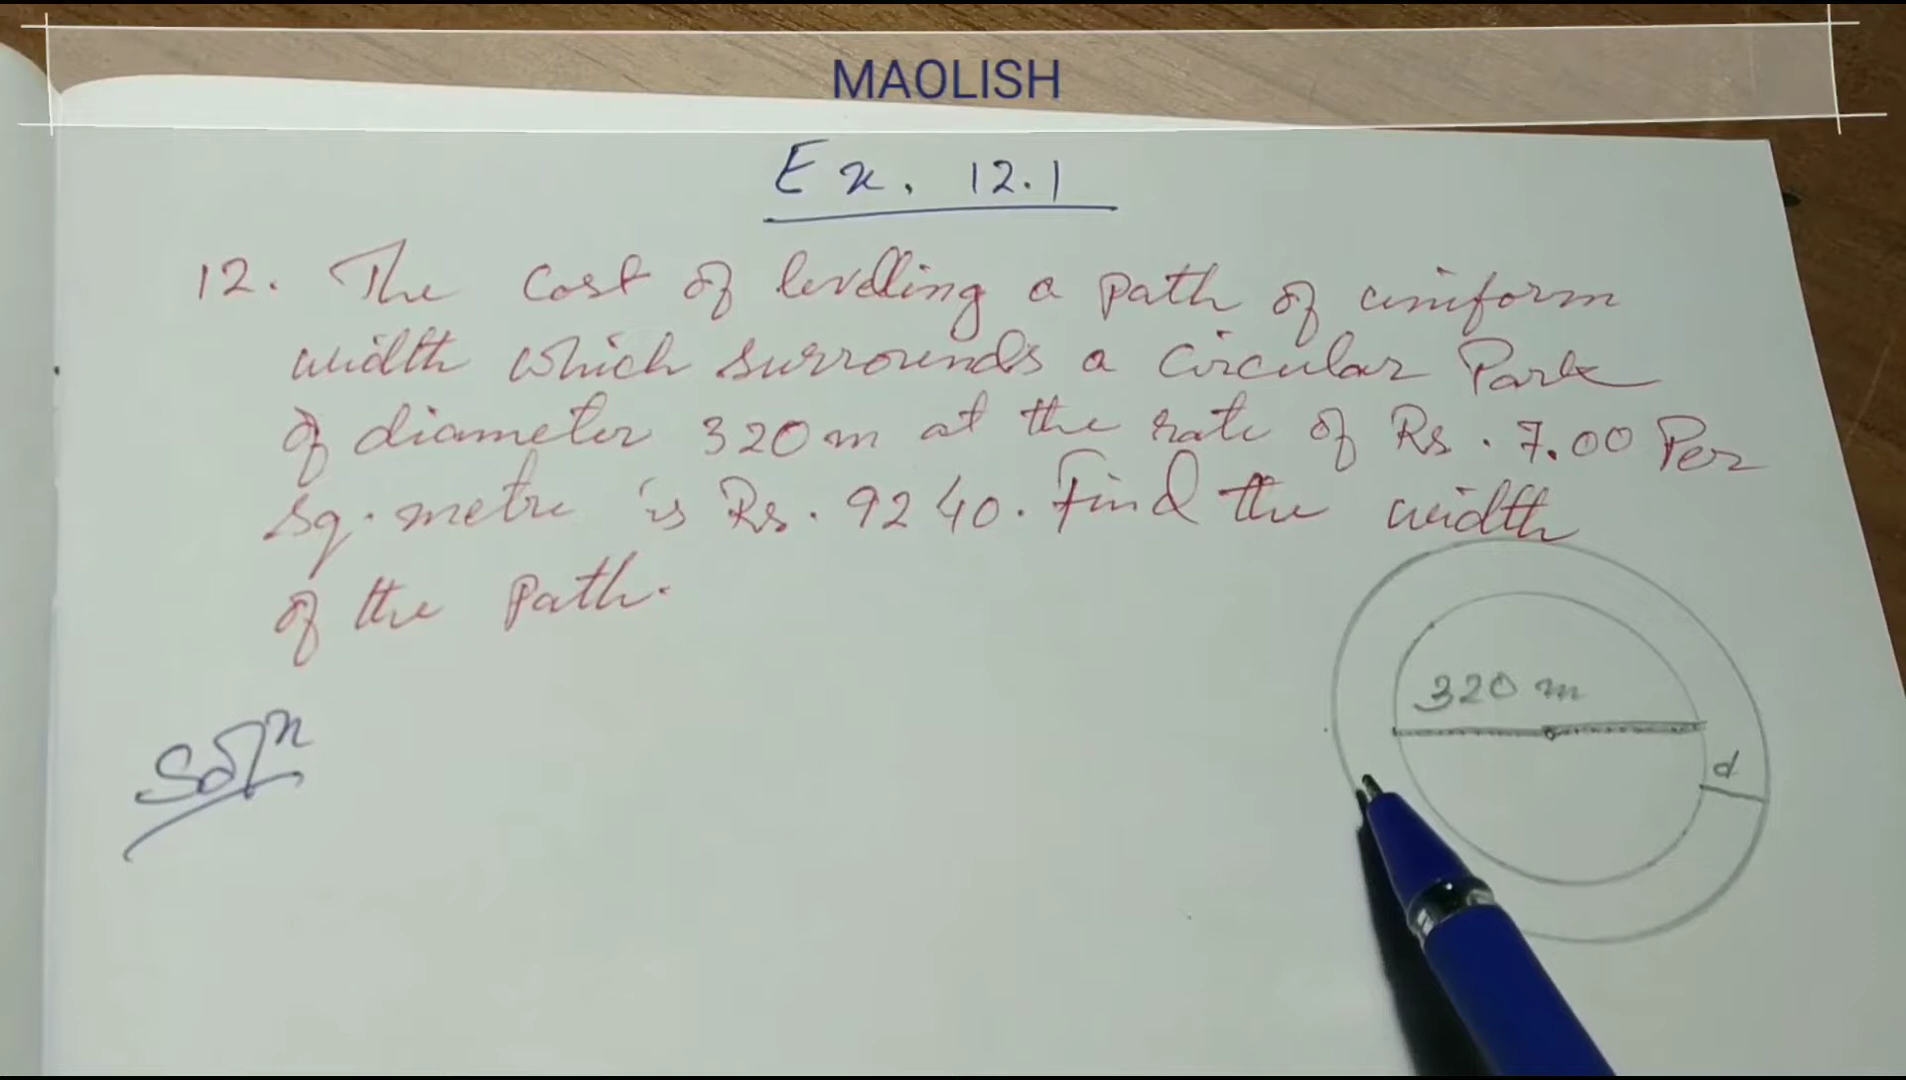 MAOLISH
Ex. 12.1
12. The cost of levelling a path of uniform
width which surrounds a circular Park
of diameter 320 m at the rate of Rs. 7.00 Per
sq. metre is Rs. 9240. Find the width
of the path.
320 m
d
Solⁿ